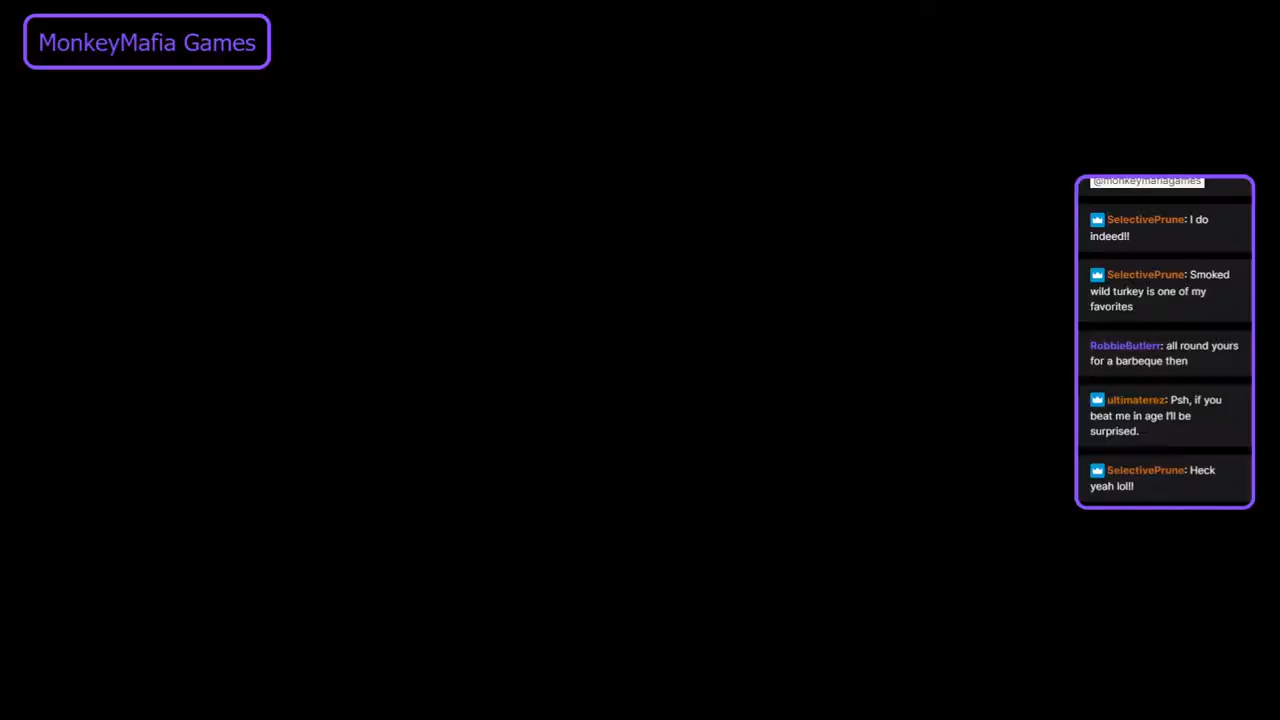 MonkeyMafia Games
@monkeymafiagames
SelectivePrune: I do
indeed!!
SelectivePrune: Smoked
wild turkey is one of my
favorites
RobbieButlerr: all round yours
for a barbeque then
ultimaterez: Psh, if you
beat me in age I'll be
surprised.
SelectivePrune: Heck
yeah lol!!